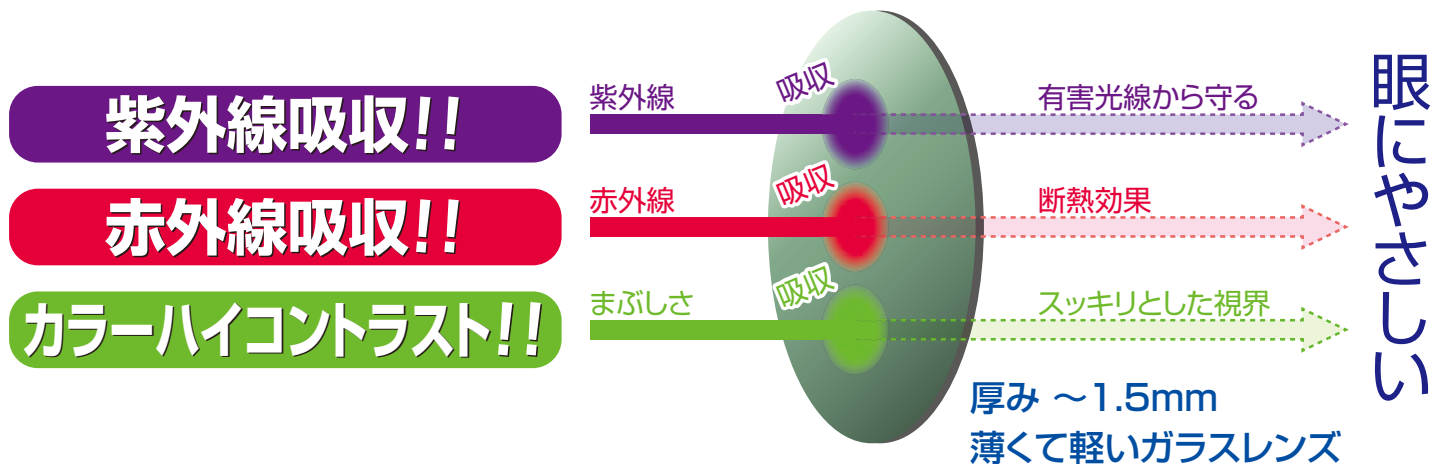 紫外線吸収!!
紫外線
吸収
有害光線から守る
赤外線吸収!!
赤外線
吸収
断熱効果
カラーハイコントラスト!!
まぶしさ
吸収
スッキリとした視界
眼にやさしい
厚み ～1.5mm
薄くて軽いガラスレンズ